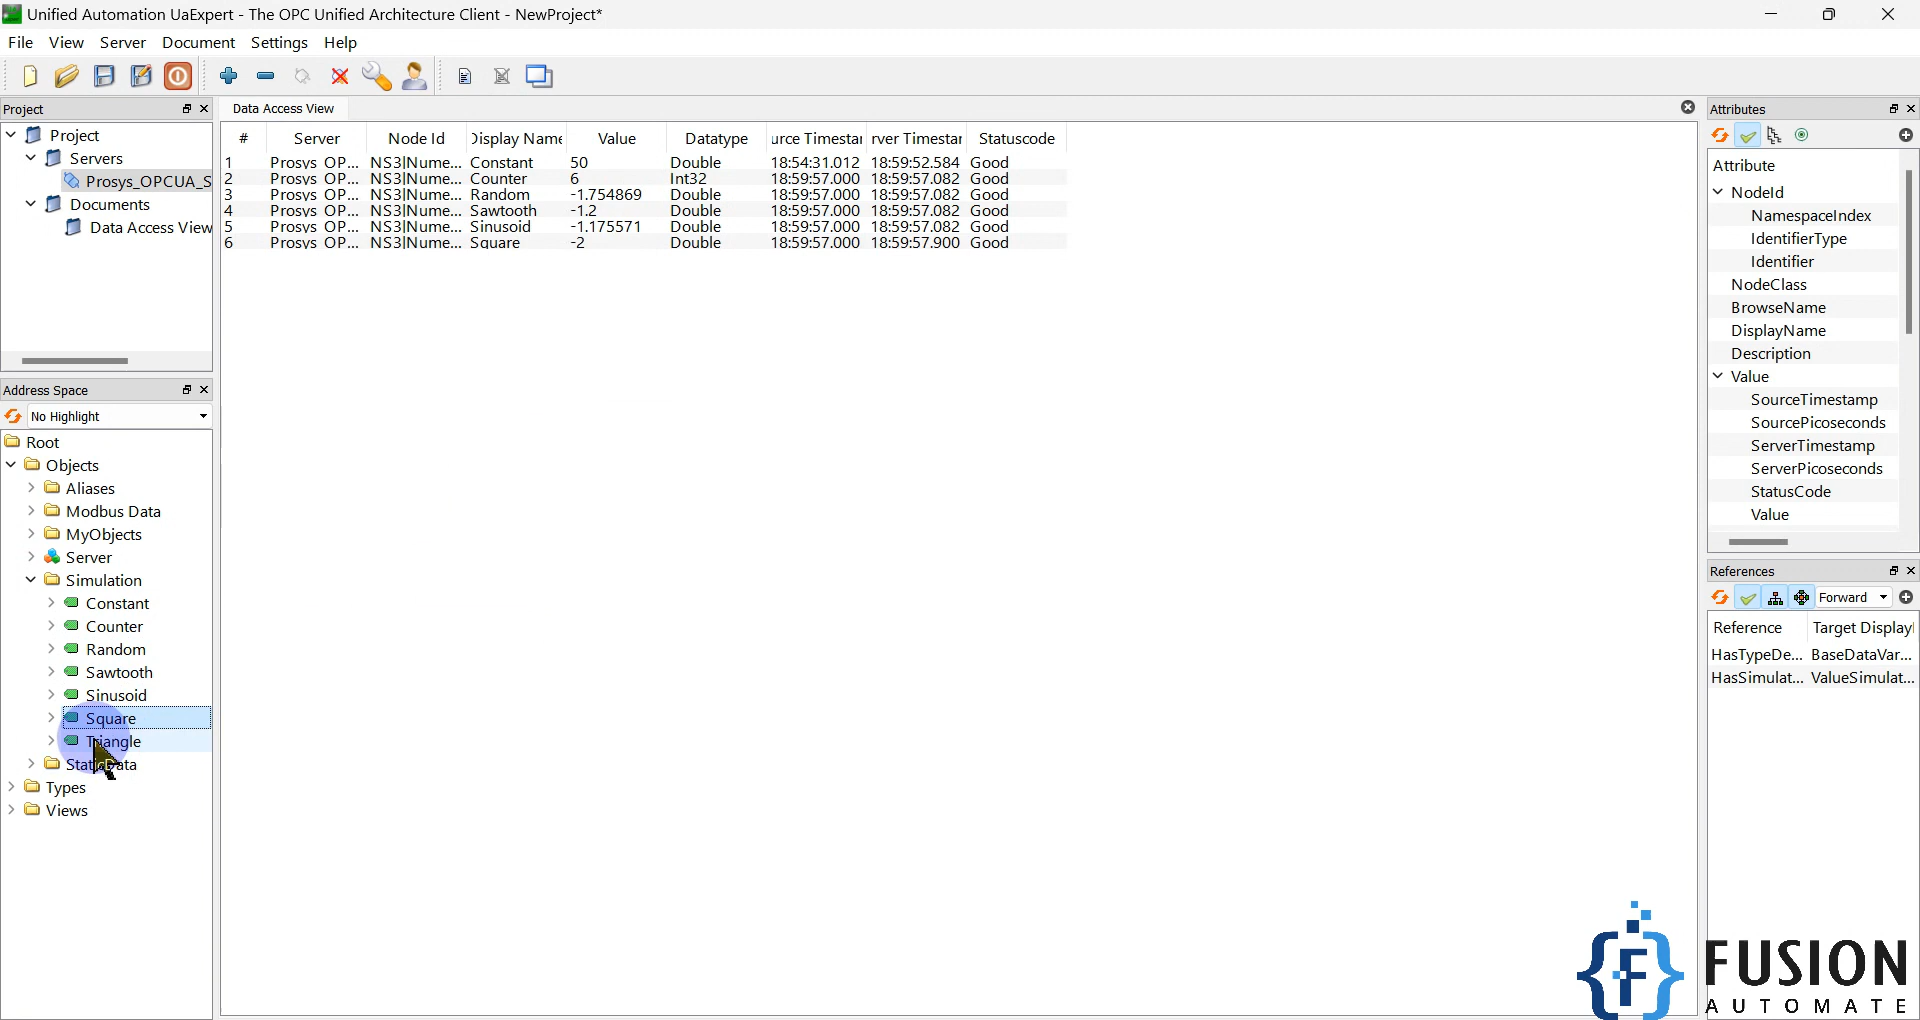 Unified Automation UaExpert - The OPC Unified Architecture Client - NewProject*
File View Server Document Settings Help
Project
Project
Servers
Prosys_OPCUA_S
Documents
Data Access View
Address Space
No Highlight
Root
Objects
Aliases
Modbus Data
MyObjects
Server
Simulation
Constant
Counter
Random
Sawtooth
Sinusoid
Square
Triangle
Types
Views
Data Access View
# Server Node Id Display Name Value Datatype urce Timestar rver Timestar Statuscode
1 Prosys OP... NS3|Nume... Constant 50 Double 18:54:31.012 18:59:52.584 Good
2 Prosys OP... NS3|Nume... Counter 6 Int32 18:59:57.000 18:59:57.082 Good
3 Prosys OP... NS3|Nume... Random -1.754869 Double 18:59:57.000 18:59:57.082 Good
4 Prosys OP... NS3|Nume... Sawtooth -1.2 Double 18:59:57.000 18:59:57.082 Good
5 Prosys OP... NS3|Nume... Sinusoid -1.175571 Double 18:59:57.000 18:59:57.082 Good
6 Prosys OP... NS3|Nume... Square -2 Double 18:59:57.000 18:59:57.900 Good
Attributes
Attribute
NodeId
NamespaceIndex
IdentifierType
Identifier
NodeClass
BrowseName
DisplayName
Description
Value
SourceTimestamp
SourcePicoseconds
ServerTimestamp
ServerPicoseconds
StatusCode
Value
References
Forward
Reference Target Display
HasTypeDe... BaseDataVar...
HasSimulat... ValueSimulat...
FUSION
AUTOMATE